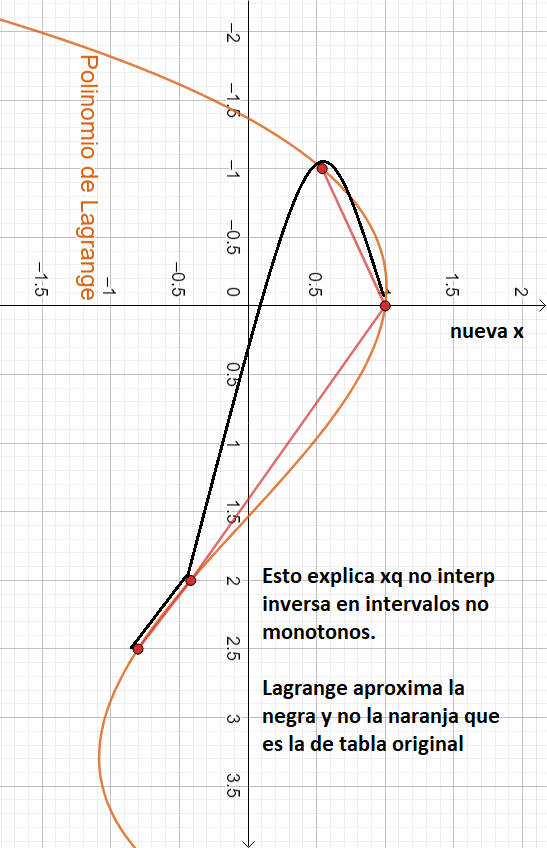 Polinomio de Lagrange
−2
−1.5
−1
−0.5
0
0.5
1
1.5
2
2.5
3
3.5
−1.5
−1
−0.5
0.5
1
1.5
2
nueva x
Esto explica xq no interp
inversa en intervalos no
monotonos.
Lagrange aproxima la
negra y no la naranja que
es la de tabla original